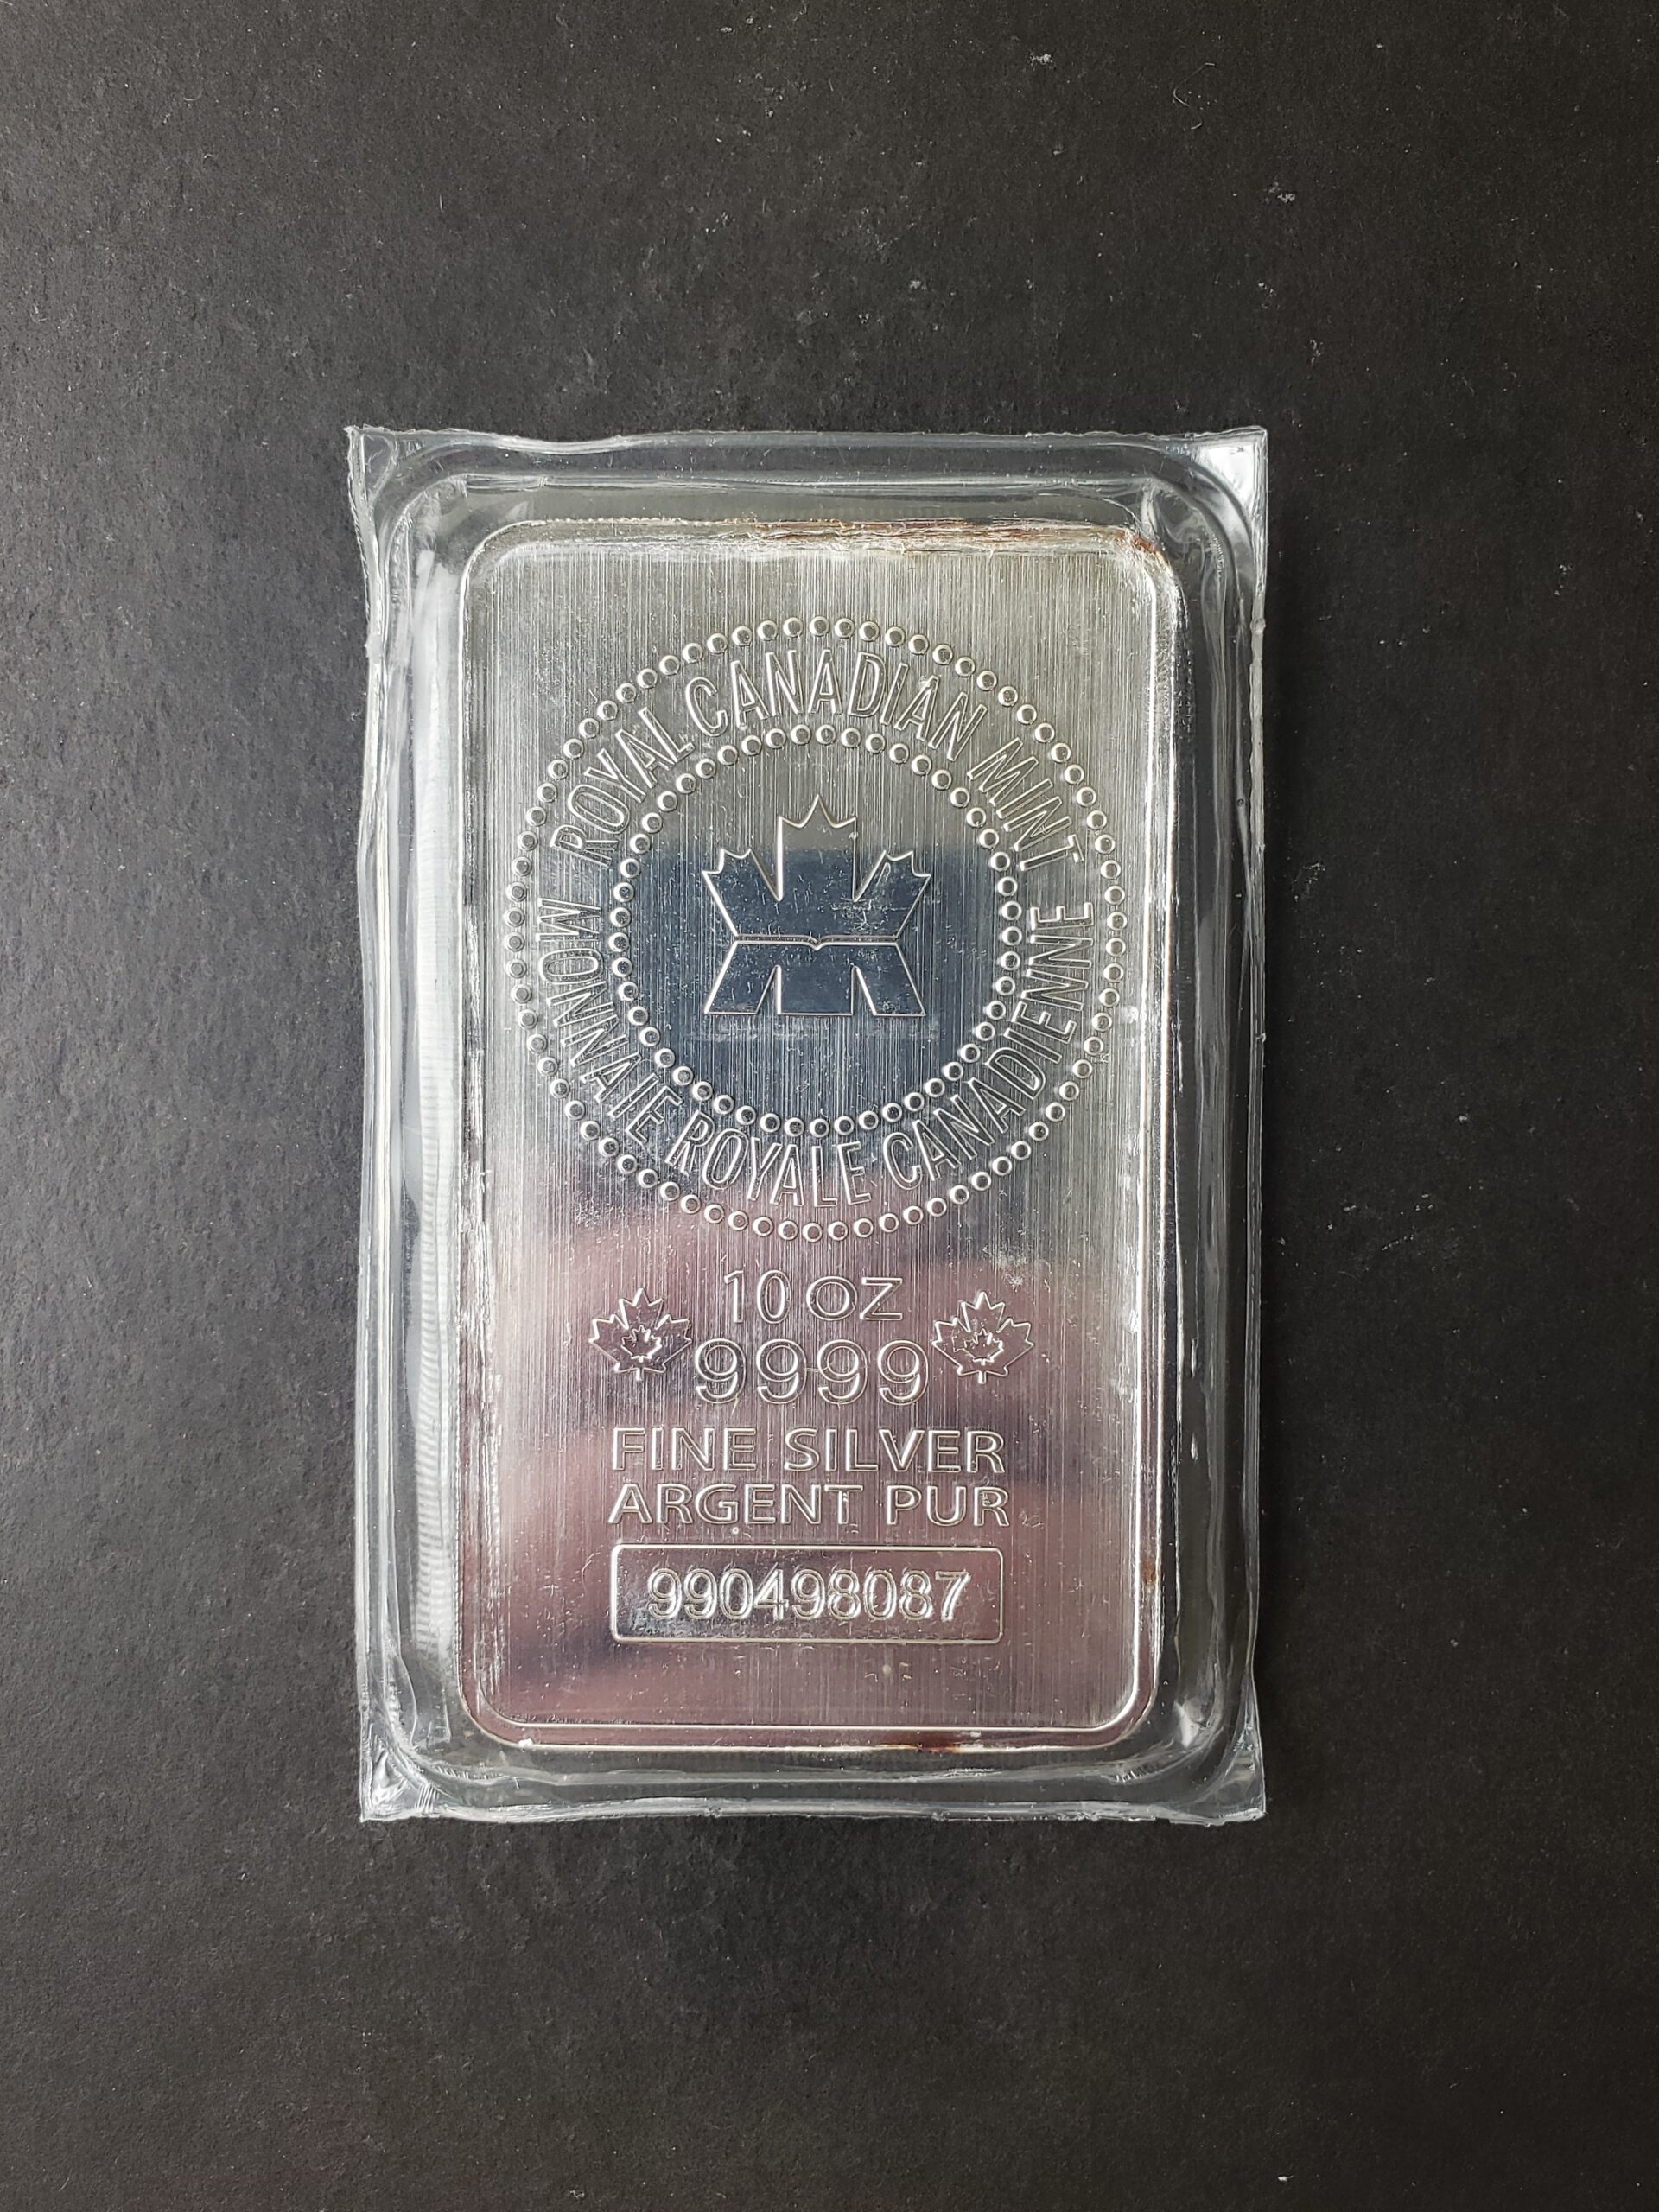 ROYAL CANADIAN MINT
MONNAIE ROYALE CANADIENNE
10 OZ
9999
FINE SILVER
ARGENT PUR
990498087